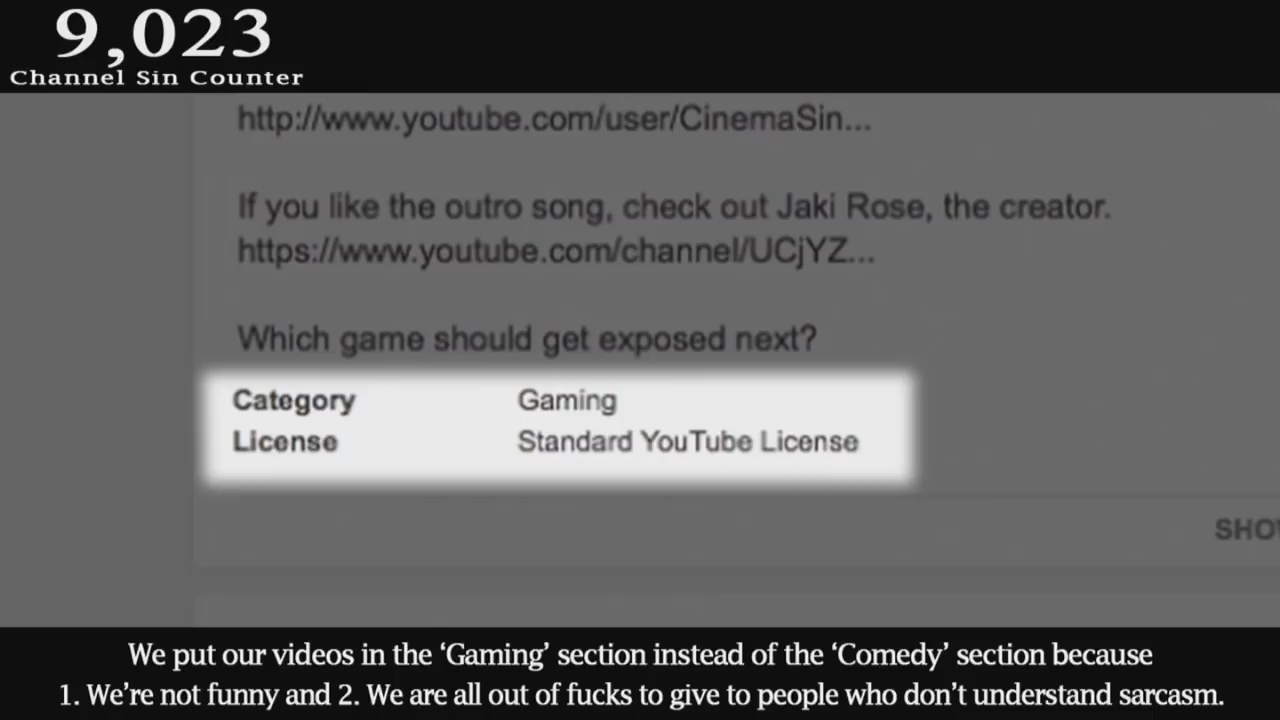 9,023
Channel Sin Counter
http://www.youtube.com/user/CinemaSin...
If you like the outro song, check out Jaki Rose, the creator.
https://www.youtube.com/channel/UCjYZ...
Which game should get exposed next?
Category Gaming
License Standard YouTube License
SHO
We put our videos in the ‘Gaming’ section instead of the ‘Comedy’ section because
1. We’re not funny and 2. We are all out of fucks to give to people who don’t understand sarcasm.